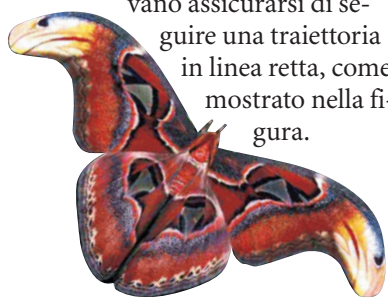 vano assicurarsi di se-
guire una traiettoria
in linea retta, come
mostrato nella fi-
gura.